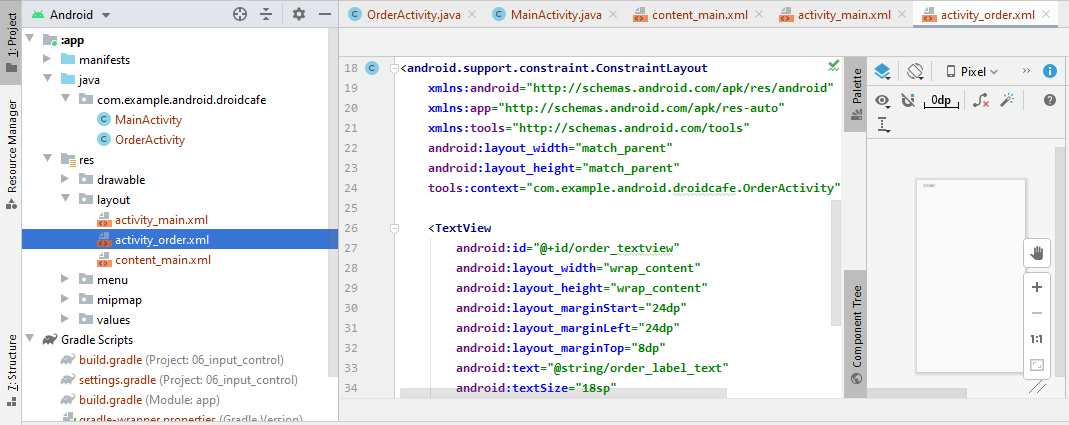 Android
OrderActivity.java
MainActivity.java
content_main.xml
activity_main.xml
activity_order.xml
1: Project
Resource Manager
7: Structure
:app
manifests
java
com.example.android.droidcafe
MainActivity
OrderActivity
res
drawable
layout
activity_main.xml
activity_order.xml
content_main.xml
menu
mipmap
values
Gradle Scripts
build.gradle (Project: 06_input_control)
settings.gradle (Project: 06_input_control)
build.gradle (Module: app)
gradle-wrapper.properties (Gradle Version)
18 <android.support.constraint.ConstraintLayout
19 xmlns:android="http://schemas.android.com/apk/res/android"
20 xmlns:app="http://schemas.android.com/apk/res-auto"
21 xmlns:tools="http://schemas.android.com/tools"
22 android:layout_width="match_parent"
23 android:layout_height="match_parent"
24 tools:context="com.example.android.droidcafe.OrderActivity"
25
26 <TextView
27 android:id="@+id/order_textview"
28 android:layout_width="wrap_content"
29 android:layout_height="wrap_content"
30 android:layout_marginStart="24dp"
31 android:layout_marginLeft="24dp"
32 android:layout_marginTop="8dp"
33 android:text="@string/order_label_text"
34 android:textSize="18sp"
Palette
Component Tree
Pixel
0dp
Order:
1:1